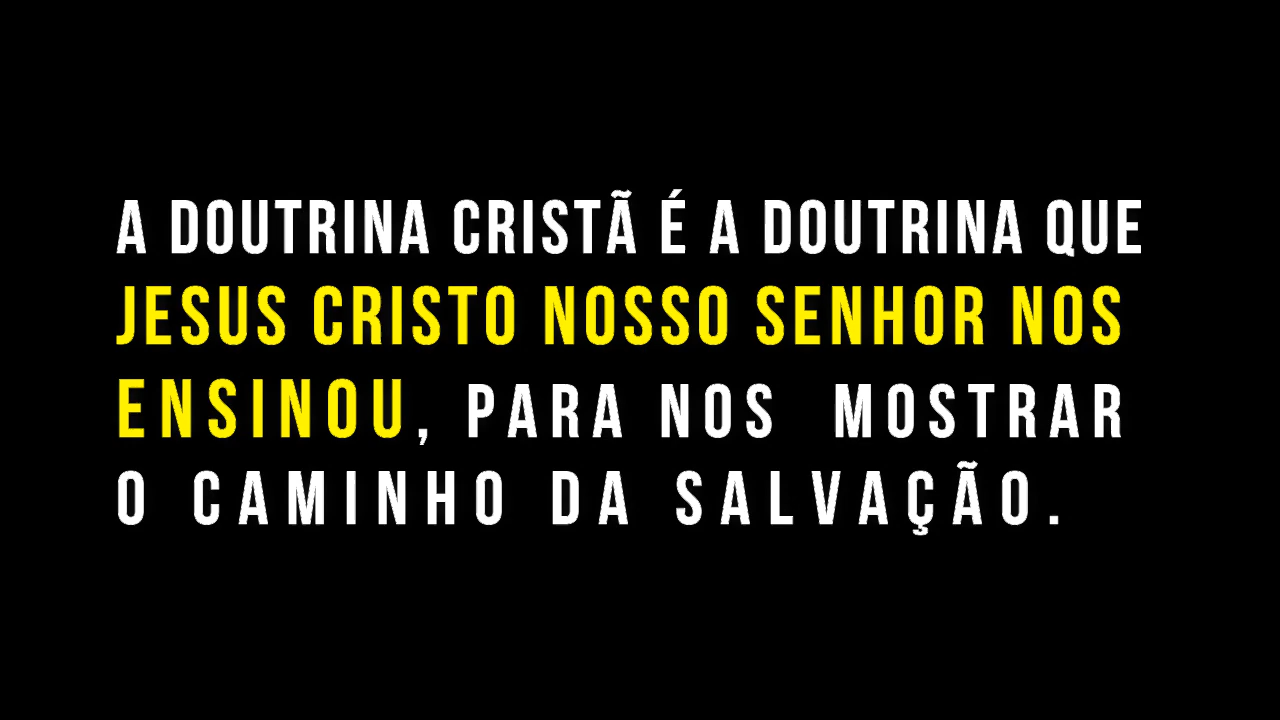 A DOUTRINA CRISTÃ É A DOUTRINA QUE
JESUS CRISTO NOSSO SENHOR NOS
ENSINOU, PARA NOS MOSTRAR
O CAMINHO DA SALVAÇÃO.